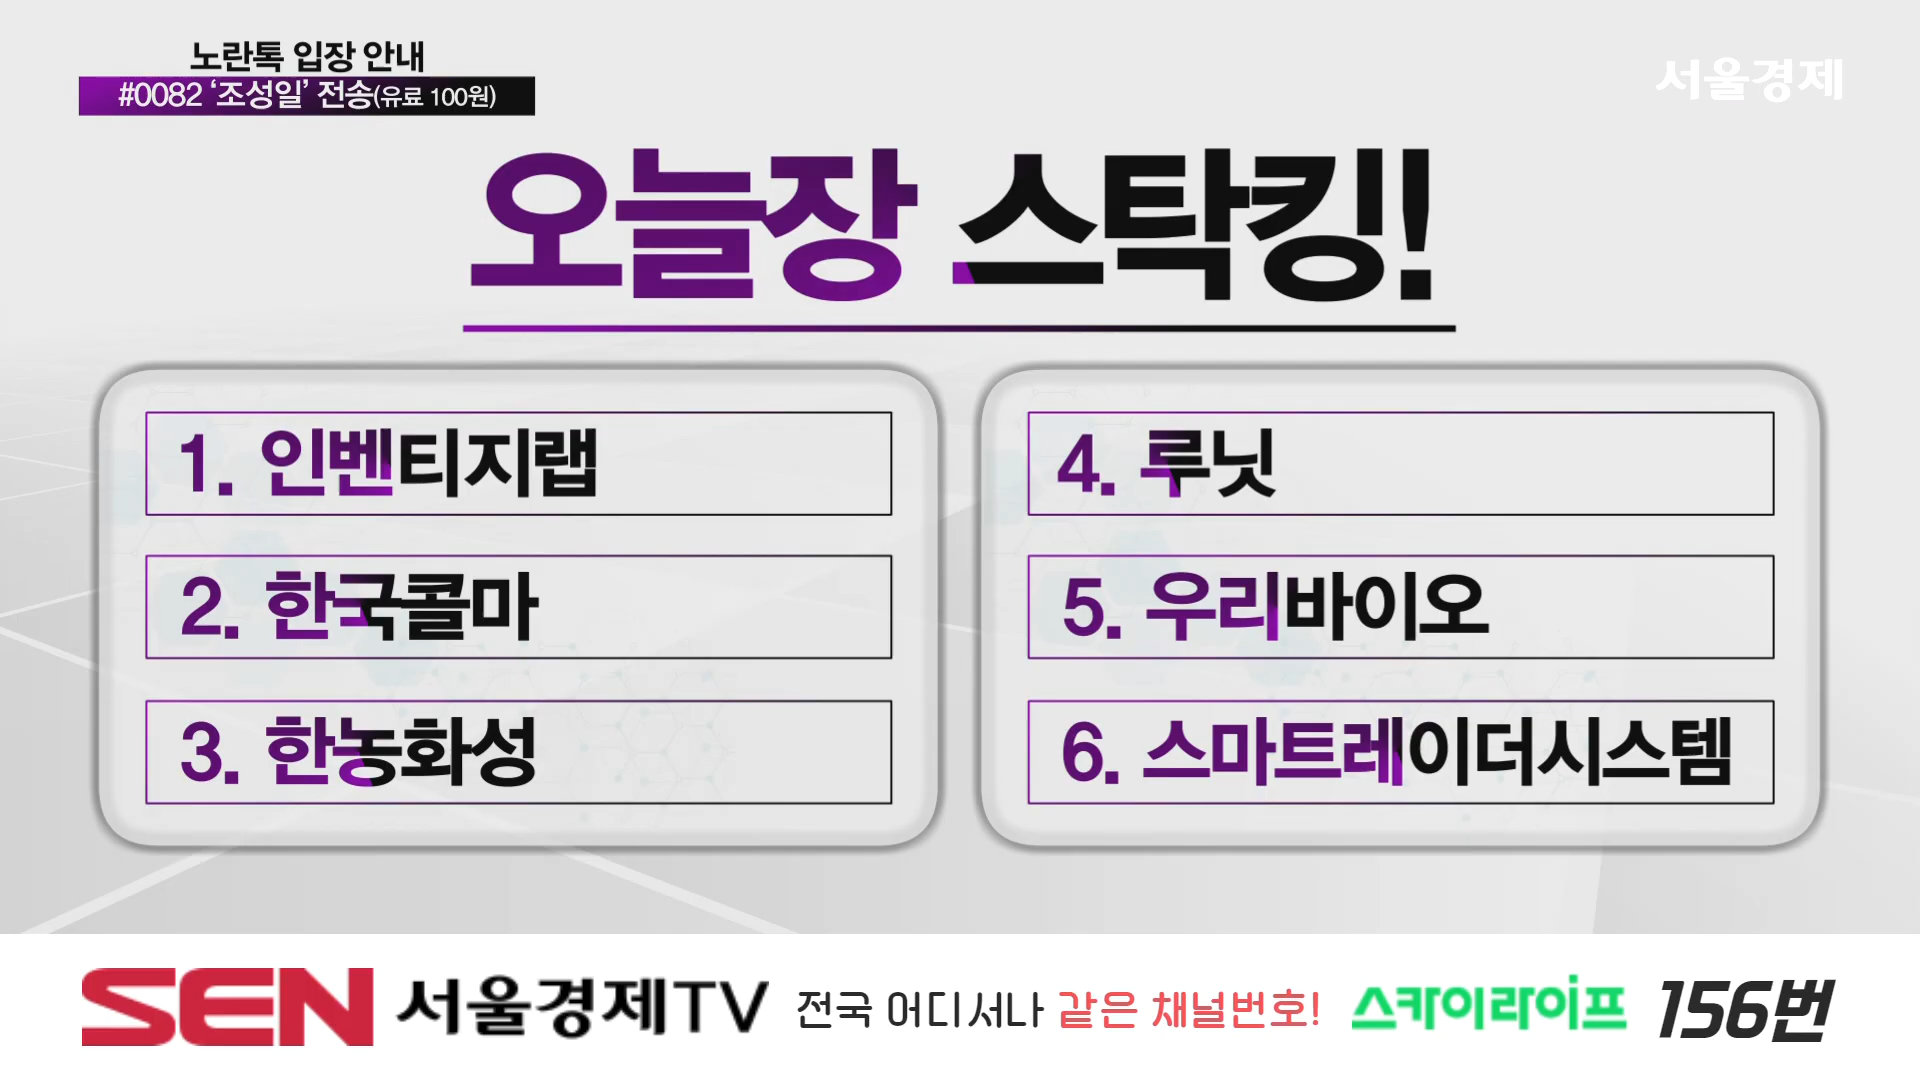 노란톡 입장 안내
#0082 '조성일' 전송(유료 100원)
서울경제
오늘장 스탁킹!
1. 인벤티지랩
2. 한국콜마
3. 한농화성
4. 루닛
5. 우리바이오
6. 스마트레이더시스템
SEN 서울경제TV 전국 어디서나 같은 채널번호! 스카이라이프 156번